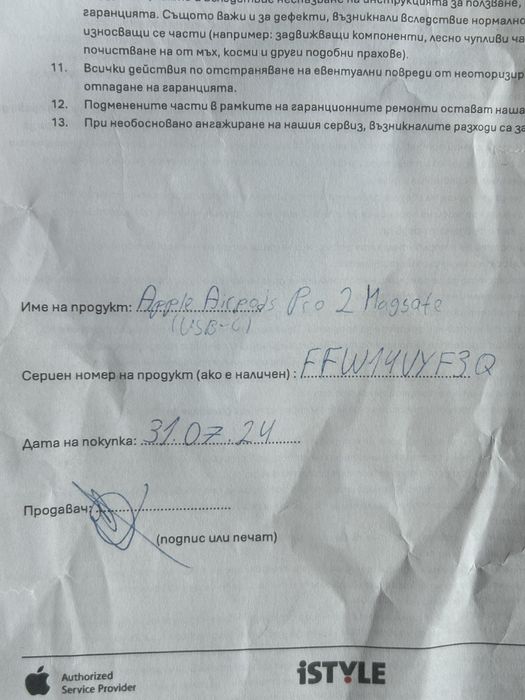 гаранцията. Същото важи и за дефекти, възникнали вследствие нормално
износващи се части (например: задвижващи компоненти, лесно чупливи ча
почистване на от мъх, косми и други подобни прахове).
11. Всички действия по отстраняване на евентуални повреди от неоторизир
отпадане на гаранцията.
12. Подменените части в рамките на гаранционните ремонти остават наша
13. При необосновано ангажиране на нашия сервиз, възникналите разходи са за
Име на продукт: Apple Airpods Pro 2 Magsafe
(USB-C)
Сериен номер на продукт (ако е наличен) : FFW14VYF3Q
Дата на покупка: 31.07.24
Продавач:
(подпис или печат)
Authorized
Service Provider
iSTYLE